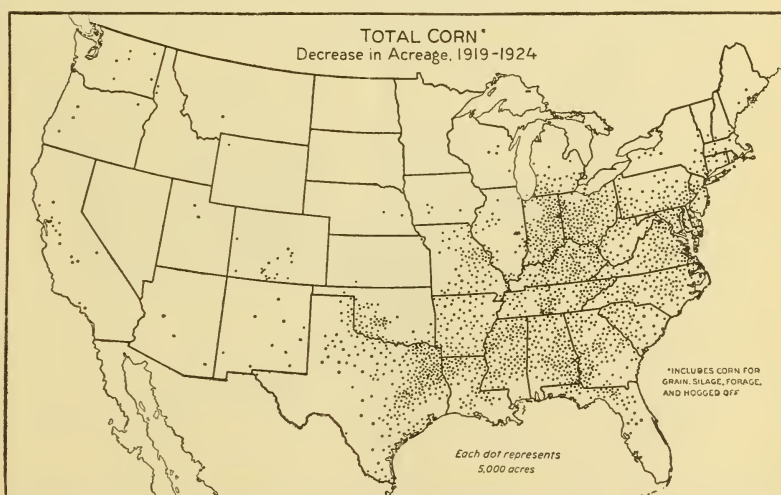 TOTAL CORN*
Decrease in Acreage, 1919-1924
*INCLUDES CORN FOR
GRAIN, SILAGE, FORAGE,
AND HOGGED OFF
Each dot represents
5,000 acres